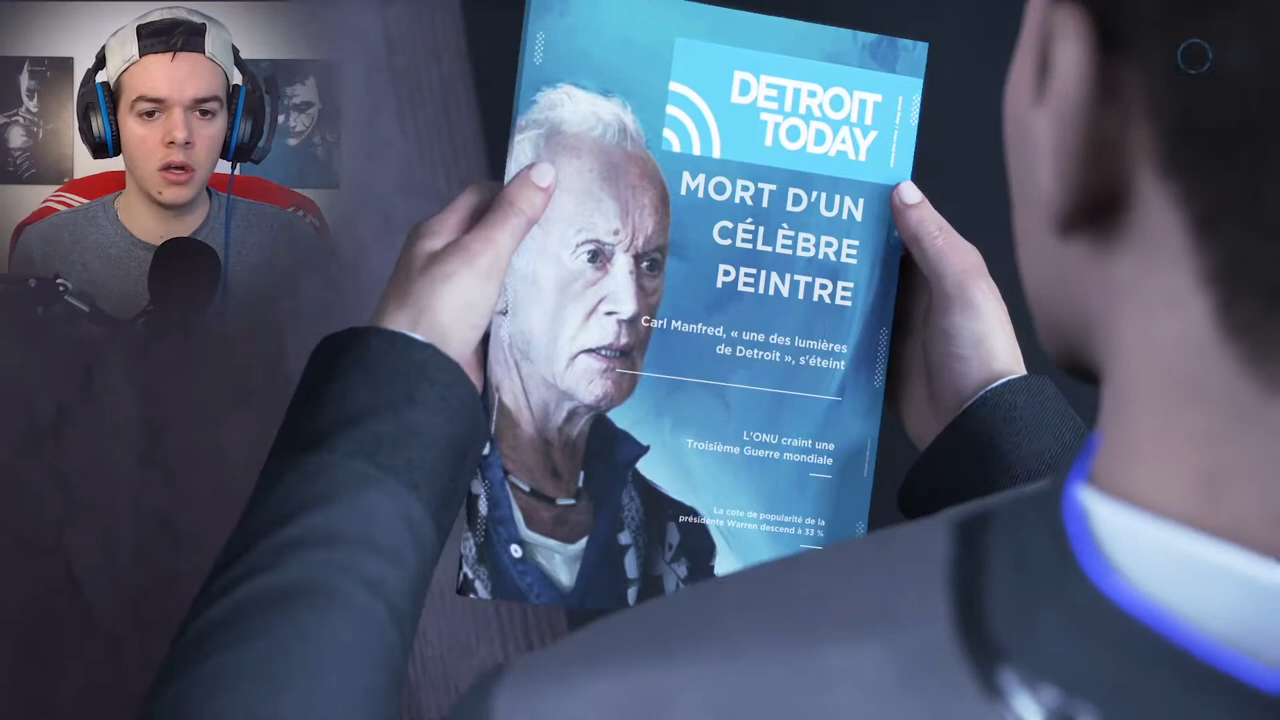 DETROIT
TODAY
MORT D'UN
CÉLÈBRE
PEINTRE
Carl Manfred, « une des lumières
de Detroit », s'éteint
L'ONU craint une
Troisième Guerre mondiale
La cote de popularité de la
présidente Warren descend à 33 %